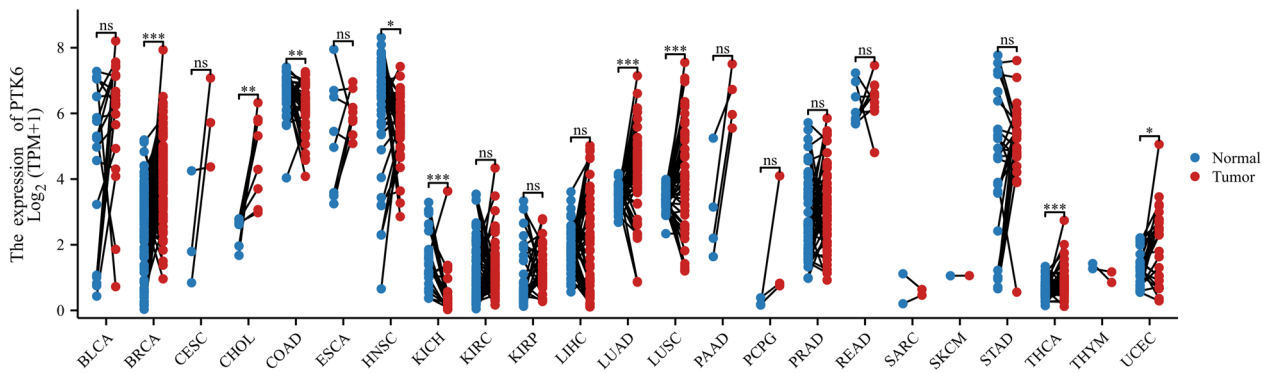 The expression of PTK6
Log2 (TPM+1)
8
6
4
2
0
ns
***
ns
**
**
ns
*
***
ns
ns
ns
***
***
ns
ns
ns
ns
ns
***
*
BLCA
BRCA
CESC
CHOL
COAD
ESCA
HNSC
KICH
KIRC
KIRP
LIHC
LUAD
LUSC
PAAD
PCPG
PRAD
READ
SARC
SKCM
STAD
THCA
THYM
UCEC
Normal
Tumor